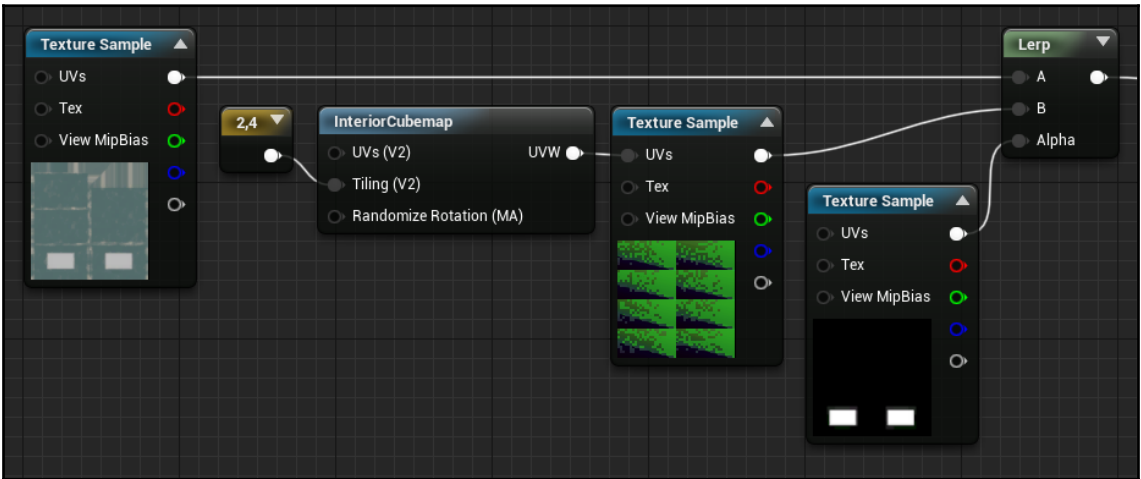 Texture Sample
UVs
Tex
View MipBias
2,4
InteriorCubemap
UVs (V2)
UVW
Tiling (V2)
Randomize Rotation (MA)
Texture Sample
UVs
Tex
View MipBias
Texture Sample
UVs
Tex
View MipBias
Lerp
A
B
Alpha